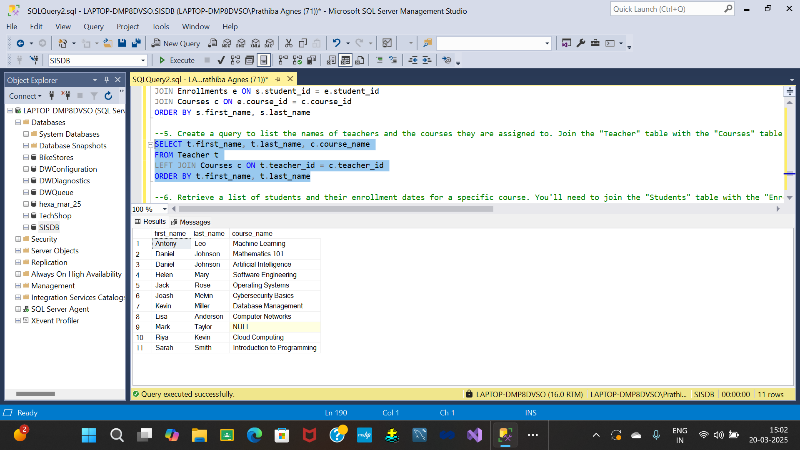 SQLQuery2.sql - LAPTOP-DMP8DVSO.SISDB (LAPTOP-DMP8DVSO\Prathiba Agnes (71))* - Microsoft SQL Server Management Studio
Quick Launch (Ctrl+Q)
File Edit View Query Project Tools Window Help
New Query
SISDB
Execute
Object Explorer
Connect
LAPTOP-DMP8DVSO (SQL Serv
Databases
System Databases
Database Snapshots
BikeStores
DWConfiguration
DWDiagnostics
DWQueue
hexa_mar_25
TechShop
SISDB
Security
Server Objects
Replication
Always On High Availability
Management
Integration Services Catalogs
SQL Server Agent
XEvent Profiler
SQLQuery2.sql - LA...rathiba Agnes (71))*
JOIN Enrollments e ON s.student_id = e.student_id
JOIN Courses c ON e.course_id = c.course_id
ORDER BY s.first_name, s.last_name
--5. Create a query to list the names of teachers and the courses they are assigned to. Join the "Teacher" table with the "Courses" table
SELECT t.first_name, t.last_name, c.course_name
FROM Teacher t
LEFT JOIN Courses c ON t.teacher_id = c.teacher_id
ORDER BY t.first_name, t.last_name
--6. Retrieve a list of students and their enrollment dates for a specific course. You'll need to join the "Students" table with the "Enr
100 %
Results Messages
first_name last_name course_name
1 Antony Leo Machine Learning
2 Daniel Johnson Mathematics 101
3 Daniel Johnson Artificial Intelligence
4 Helen Mary Software Engineering
5 Jack Rose Operating Systems
6 Joash Melvin Cybersecurity Basics
7 Kevin Miller Database Management
8 Lisa Anderson Computer Networks
9 Mark Taylor NULL
10 Riya Kevin Cloud Computing
11 Sarah Smith Introduction to Programming
Query executed successfully.
LAPTOP-DMP8DVSO (16.0 RTM) LAPTOP-DMP8DVSO\Prathi... SISDB 00:00:00 11 rows
Ready Ln 190 Col 1 Ch 1 INS
2
ENG
IN
15:02
20-03-2025